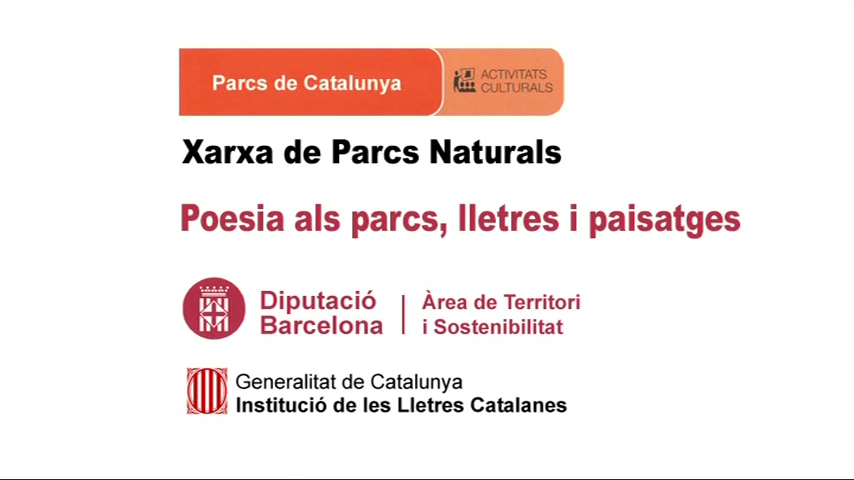 Parcs de Catalunya
ACTIVITATS
CULTURALS
Xarxa de Parcs Naturals
Poesia als parcs, lletres i paisatges
Diputació
Barcelona
Àrea de Territori
i Sostenibilitat
Generalitat de Catalunya
Institució de les Lletres Catalanes